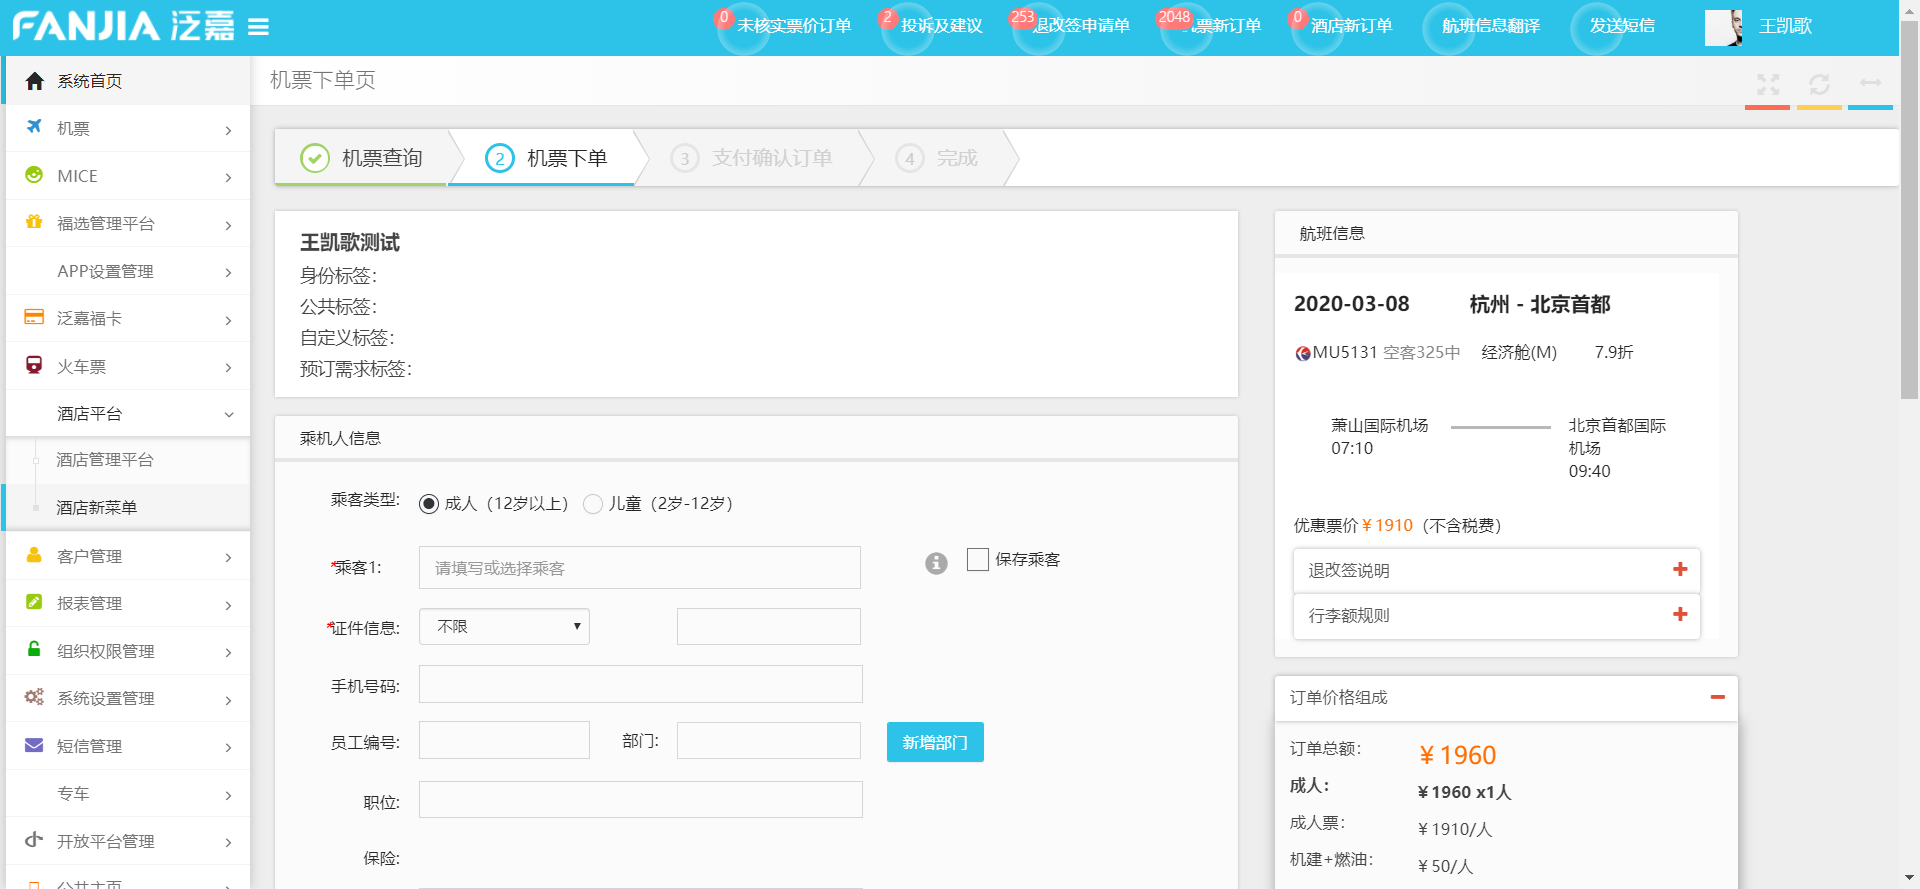 FANJIA 泛嘉
0 未核实票价订单
2 投诉及建议
253 退改签申请单
2048 票新订单
0 酒店新订单
航班信息翻译
发送短信
王凯歌
系统首页
机票
MICE
福选管理平台
APP设置管理
泛嘉福卡
火车票
酒店平台
酒店管理平台
酒店新菜单
客户管理
报表管理
组织权限管理
系统设置管理
短信管理
专车
开放平台管理
公共主页
机票下单页
机票查询
2 机票下单
3 支付确认订单
4 完成
王凯歌测试
身份标签:
公共标签:
自定义标签:
预订需求标签:
乘机人信息
乘客类型: 成人（12岁以上） 儿童（2岁-12岁）
*乘客1: 请填写或选择乘客 保存乘客
*证件信息: 不限
手机号码:
员工编号: 部门: 新增部门
职位:
保险:
航班信息
2020-03-08 杭州 - 北京首都
MU5131 空客325中 经济舱(M) 7.9折
萧山国际机场
07:10
北京首都国际
机场
09:40
优惠票价￥1910（不含税费）
退改签说明
行李额规则
订单价格组成
订单总额: ￥1960
成人: ￥1960 x1人
成人票: ￥1910/人
机建+燃油: ￥50/人